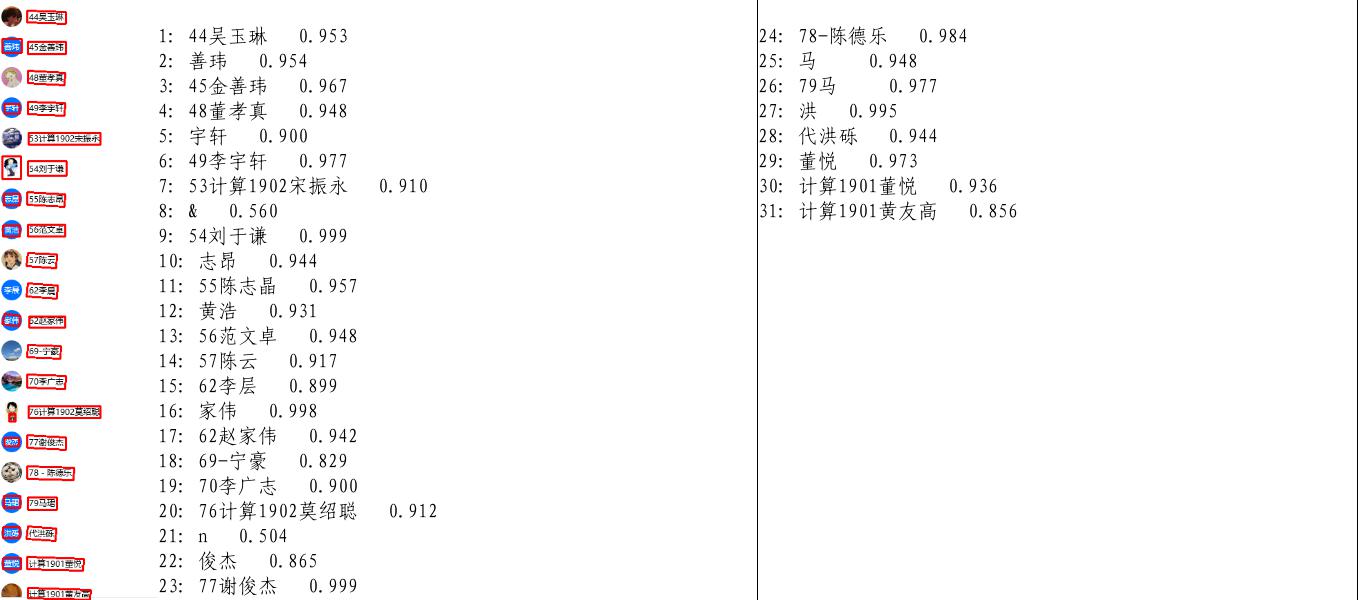 44吴玉琳
善玮
45金善玮
48董孝真
宇轩
49李宇轩
53计算1902宋振永
54刘于谦
志昂
55陈志昂
黄浩
56范文卓
57陈云
李晨
62李晨
家伟
62赵家伟
69-宁豪
70李广志
76计算1902莫绍聪
俊杰
77谢俊杰
78 - 陈德乐
马珺
79马珺
洪砾
代洪砾
董悦
计算1901董悦
计算1901黄友高
1: 44吴玉琳 0.953
2: 善玮 0.954
3: 45金善玮 0.967
4: 48董孝真 0.948
5: 宇轩 0.900
6: 49李宇轩 0.977
7: 53计算1902宋振永 0.910
8: & 0.560
9: 54刘于谦 0.999
10: 志昂 0.944
11: 55陈志晶 0.957
12: 黄浩 0.931
13: 56范文卓 0.948
14: 57陈云 0.917
15: 62李层 0.899
16: 家伟 0.998
17: 62赵家伟 0.942
18: 69-宁豪 0.829
19: 70李广志 0.900
20: 76计算1902莫绍聪 0.912
21: n 0.504
22: 俊杰 0.865
23: 77谢俊杰 0.999
24: 78-陈德乐 0.984
25: 马 0.948
26: 79马 0.977
27: 洪 0.995
28: 代洪砾 0.944
29: 董悦 0.973
30: 计算1901董悦 0.936
31: 计算1901黄友高 0.856